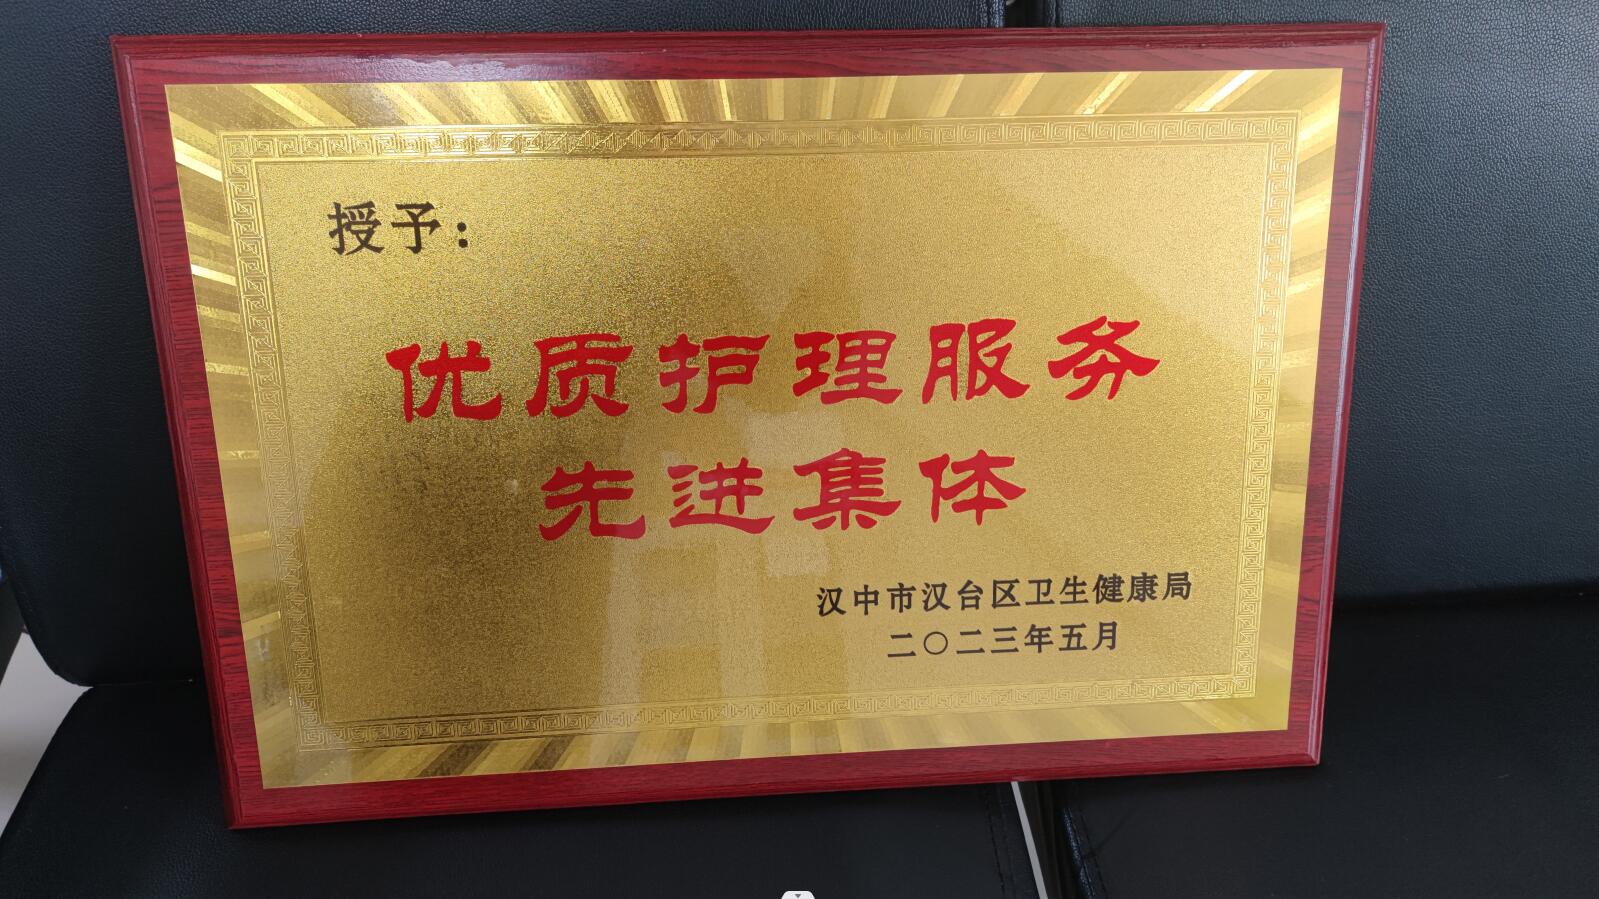 授予：
优质护理服务
先进集体
汉中市汉台区卫生健康局
二〇二三年五月